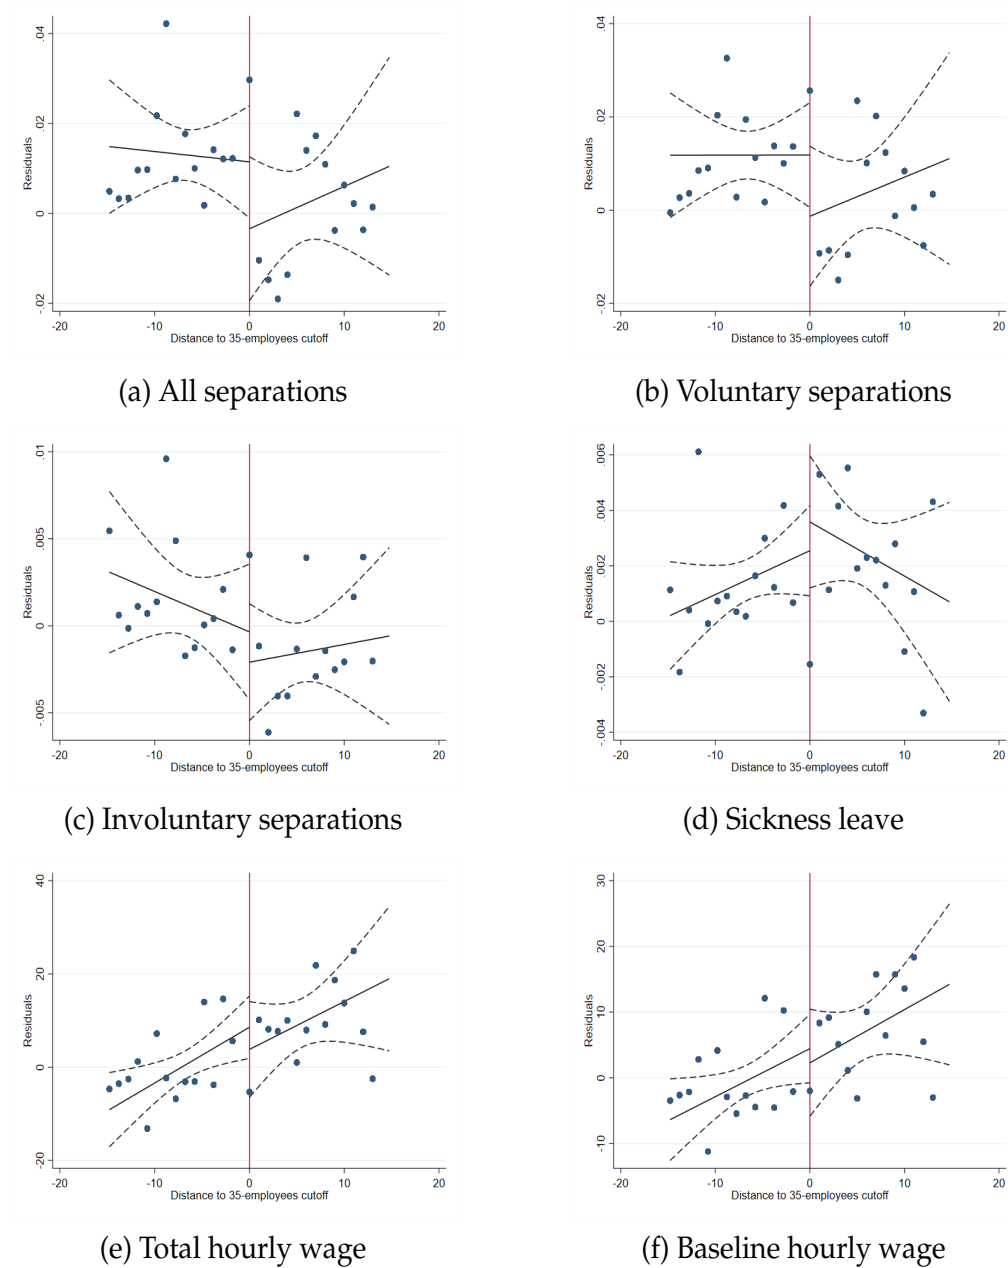 .04
.02
0
-.02
Residuals
-20 -10 0 10 20
Distance to 35-employees cutoff
(a) All separations
.04
.02
0
-.02
Residuals
-20 -10 0 10 20
Distance to 35-employees cutoff
(b) Voluntary separations
.01
.005
0
-.005
Residuals
-20 -10 0 10 20
Distance to 35-employees cutoff
(c) Involuntary separations
.006
.004
.002
0
-.002
-.004
Residuals
-20 -10 0 10 20
Distance to 35-employees cutoff
(d) Sickness leave
40
20
0
-20
Residuals
-20 -10 0 10 20
Distance to 35-employees cutoff
(e) Total hourly wage
30
20
10
0
-10
Residuals
-20 -10 0 10 20
Distance to 35-employees cutoff
(f) Baseline hourly wage